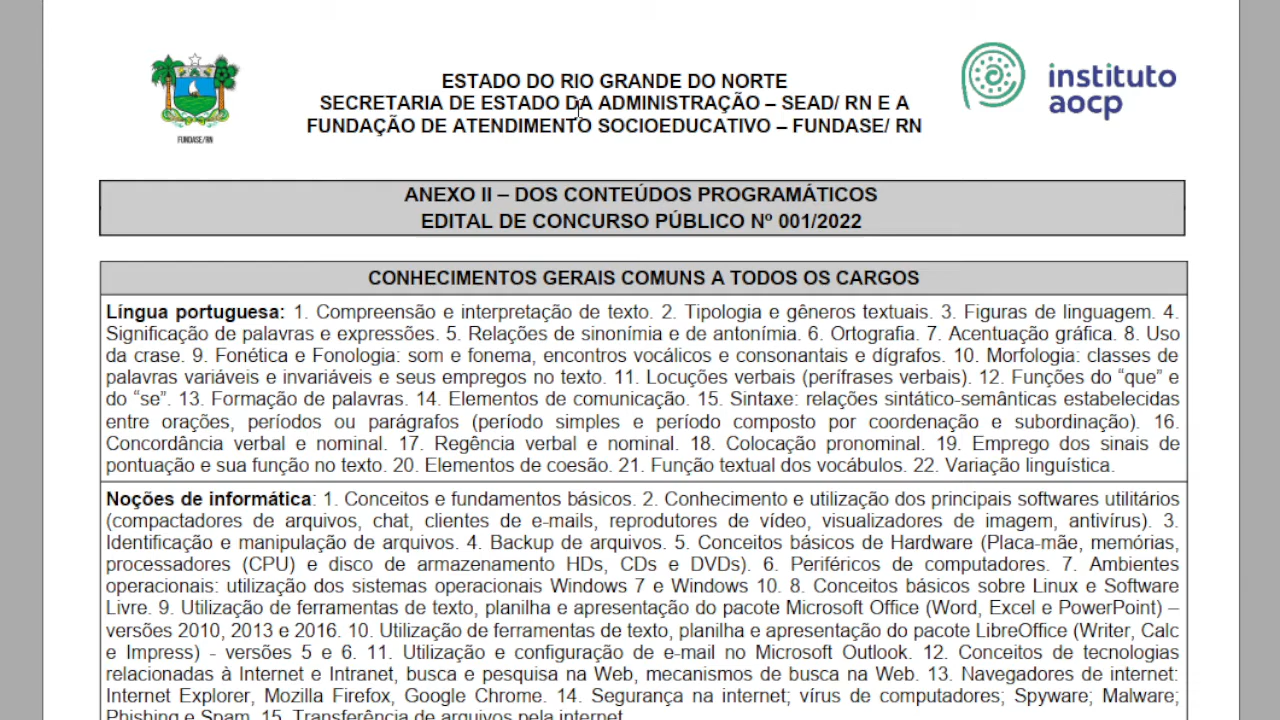 ESTADO DO RIO GRANDE DO NORTE
SECRETARIA DE ESTADO DA ADMINISTRAÇÃO – SEAD/ RN E A
FUNDAÇÃO DE ATENDIMENTO SOCIOEDUCATIVO – FUNDASE/ RN
FUNDASE/RN
instituto
aocp
ANEXO II – DOS CONTEÚDOS PROGRAMÁTICOS
EDITAL DE CONCURSO PÚBLICO Nº 001/2022
CONHECIMENTOS GERAIS COMUNS A TODOS OS CARGOS
Língua portuguesa: 1. Compreensão e interpretação de texto. 2. Tipologia e gêneros textuais. 3. Figuras de linguagem. 4.
Significação de palavras e expressões. 5. Relações de sinonímia e de antonímia. 6. Ortografia. 7. Acentuação gráfica. 8. Uso
da crase. 9. Fonética e Fonologia: som e fonema, encontros vocálicos e consonantais e dígrafos. 10. Morfologia: classes de
palavras variáveis e invariáveis e seus empregos no texto. 11. Locuções verbais (perífrases verbais). 12. Funções do “que” e
do “se”. 13. Formação de palavras. 14. Elementos de comunicação. 15. Sintaxe: relações sintático-semânticas estabelecidas
entre orações, períodos ou parágrafos (período simples e período composto por coordenação e subordinação). 16.
Concordância verbal e nominal. 17. Regência verbal e nominal. 18. Colocação pronominal. 19. Emprego dos sinais de
pontuação e sua função no texto. 20. Elementos de coesão. 21. Função textual dos vocábulos. 22. Variação linguística.
Noções de informática: 1. Conceitos e fundamentos básicos. 2. Conhecimento e utilização dos principais softwares utilitários
(compactadores de arquivos, chat, clientes de e-mails, reprodutores de vídeo, visualizadores de imagem, antivírus). 3.
Identificação e manipulação de arquivos. 4. Backup de arquivos. 5. Conceitos básicos de Hardware (Placa-mãe, memórias,
processadores (CPU) e disco de armazenamento HDs, CDs e DVDs). 6. Periféricos de computadores. 7. Ambientes
operacionais: utilização dos sistemas operacionais Windows 7 e Windows 10. 8. Conceitos básicos sobre Linux e Software
Livre. 9. Utilização de ferramentas de texto, planilha e apresentação do pacote Microsoft Office (Word, Excel e PowerPoint) –
versões 2010, 2013 e 2016. 10. Utilização de ferramentas de texto, planilha e apresentação do pacote LibreOffice (Writer, Calc
e Impress) - versões 5 e 6. 11. Utilização e configuração de e-mail no Microsoft Outlook. 12. Conceitos de tecnologias
relacionadas à Internet e Intranet, busca e pesquisa na Web, mecanismos de busca na Web. 13. Navegadores de internet:
Internet Explorer, Mozilla Firefox, Google Chrome. 14. Segurança na internet; vírus de computadores; Spyware; Malware;
Phishing e Spam. 15. Transferência de arquivos pela internet.